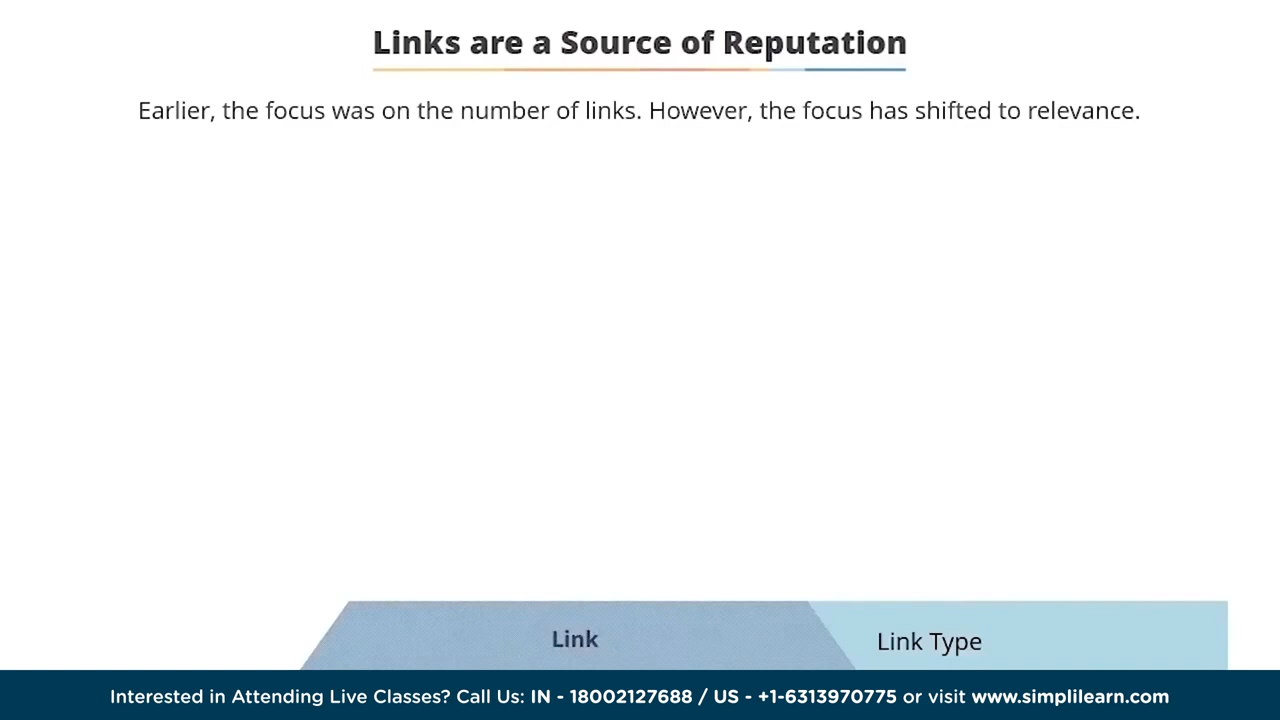 Links are a Source of Reputation
Earlier, the focus was on the number of links. However, the focus has shifted to relevance.
Link
Link Type
Interested in Attending Live Classes? Call Us: IN - 18002127688 / US - +1-6313970775 or visit www.simplilearn.com